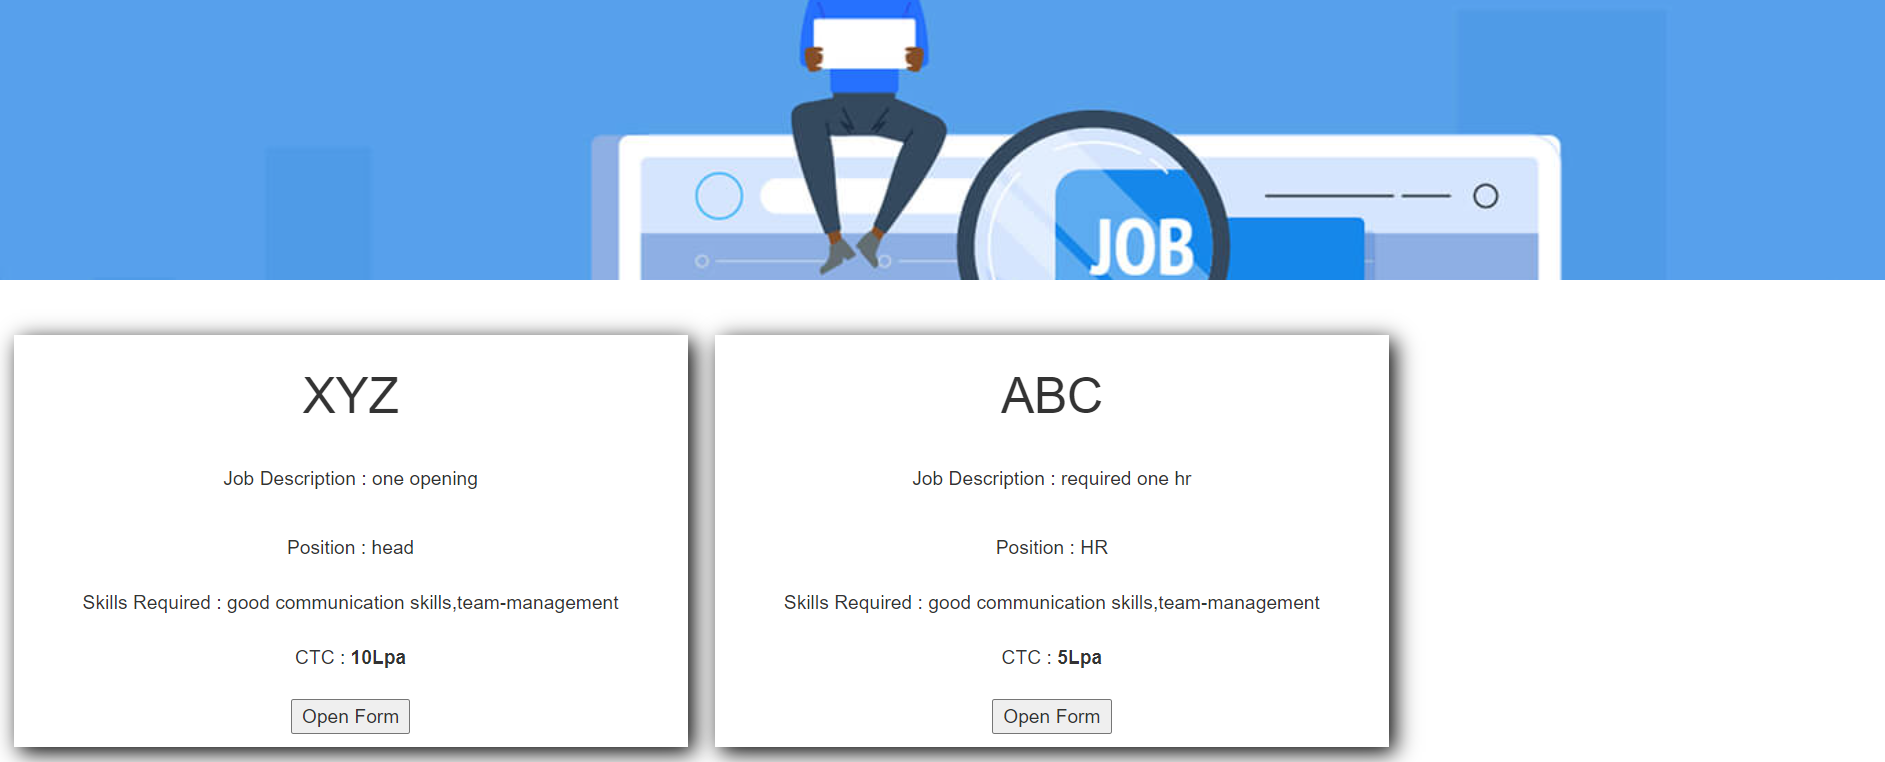 JOB
XYZ
Job Description : one opening
Position : head
Skills Required : good communication skills,team-management
CTC : 10Lpa
Open Form
ABC
Job Description : required one hr
Position : HR
Skills Required : good communication skills,team-management
CTC : 5Lpa
Open Form